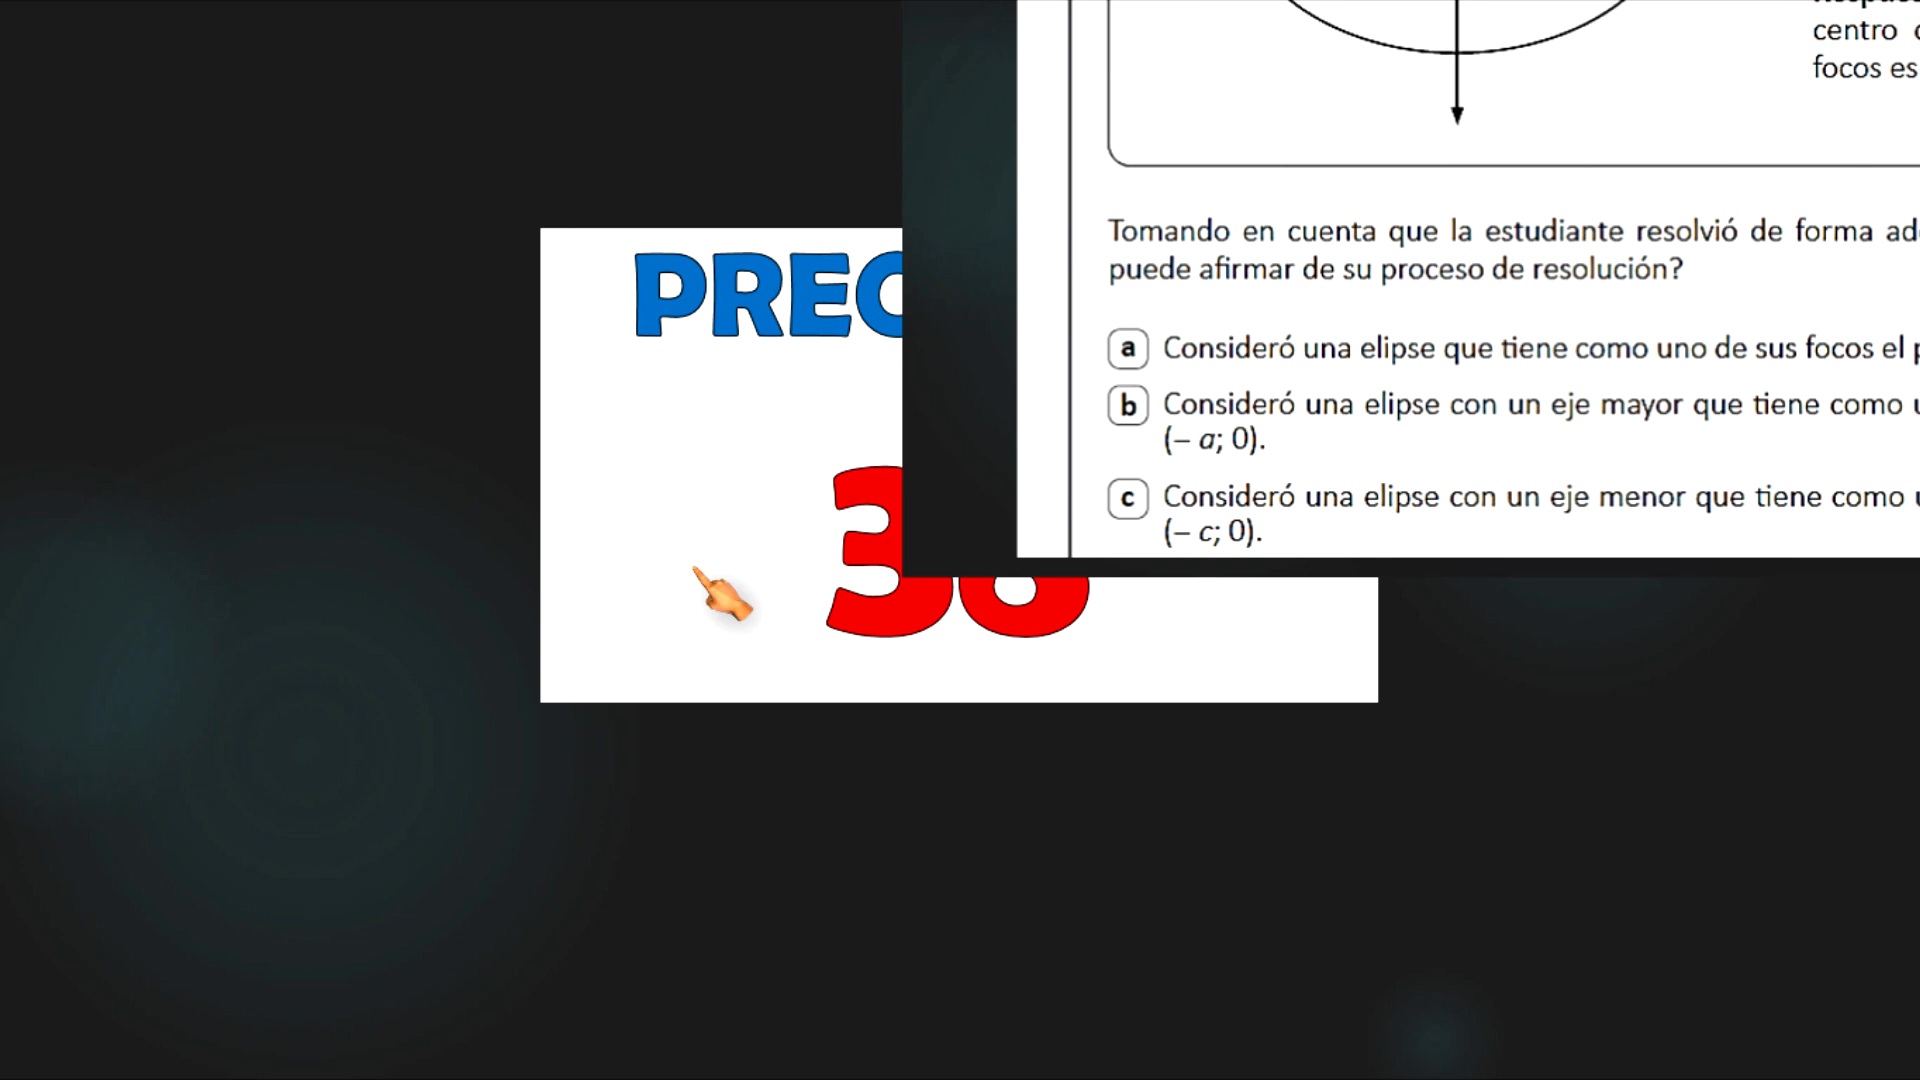 centro
focos es
Tomando en cuenta que la estudiante resolvió de forma
puede afirmar de su proceso de resolución?
a Consideró una elipse que tiene como uno de sus focos el
b Consideró una elipse con un eje mayor que tiene como
(– a; 0).
c Consideró una elipse con un eje menor que tiene como
(– c; 0).
38